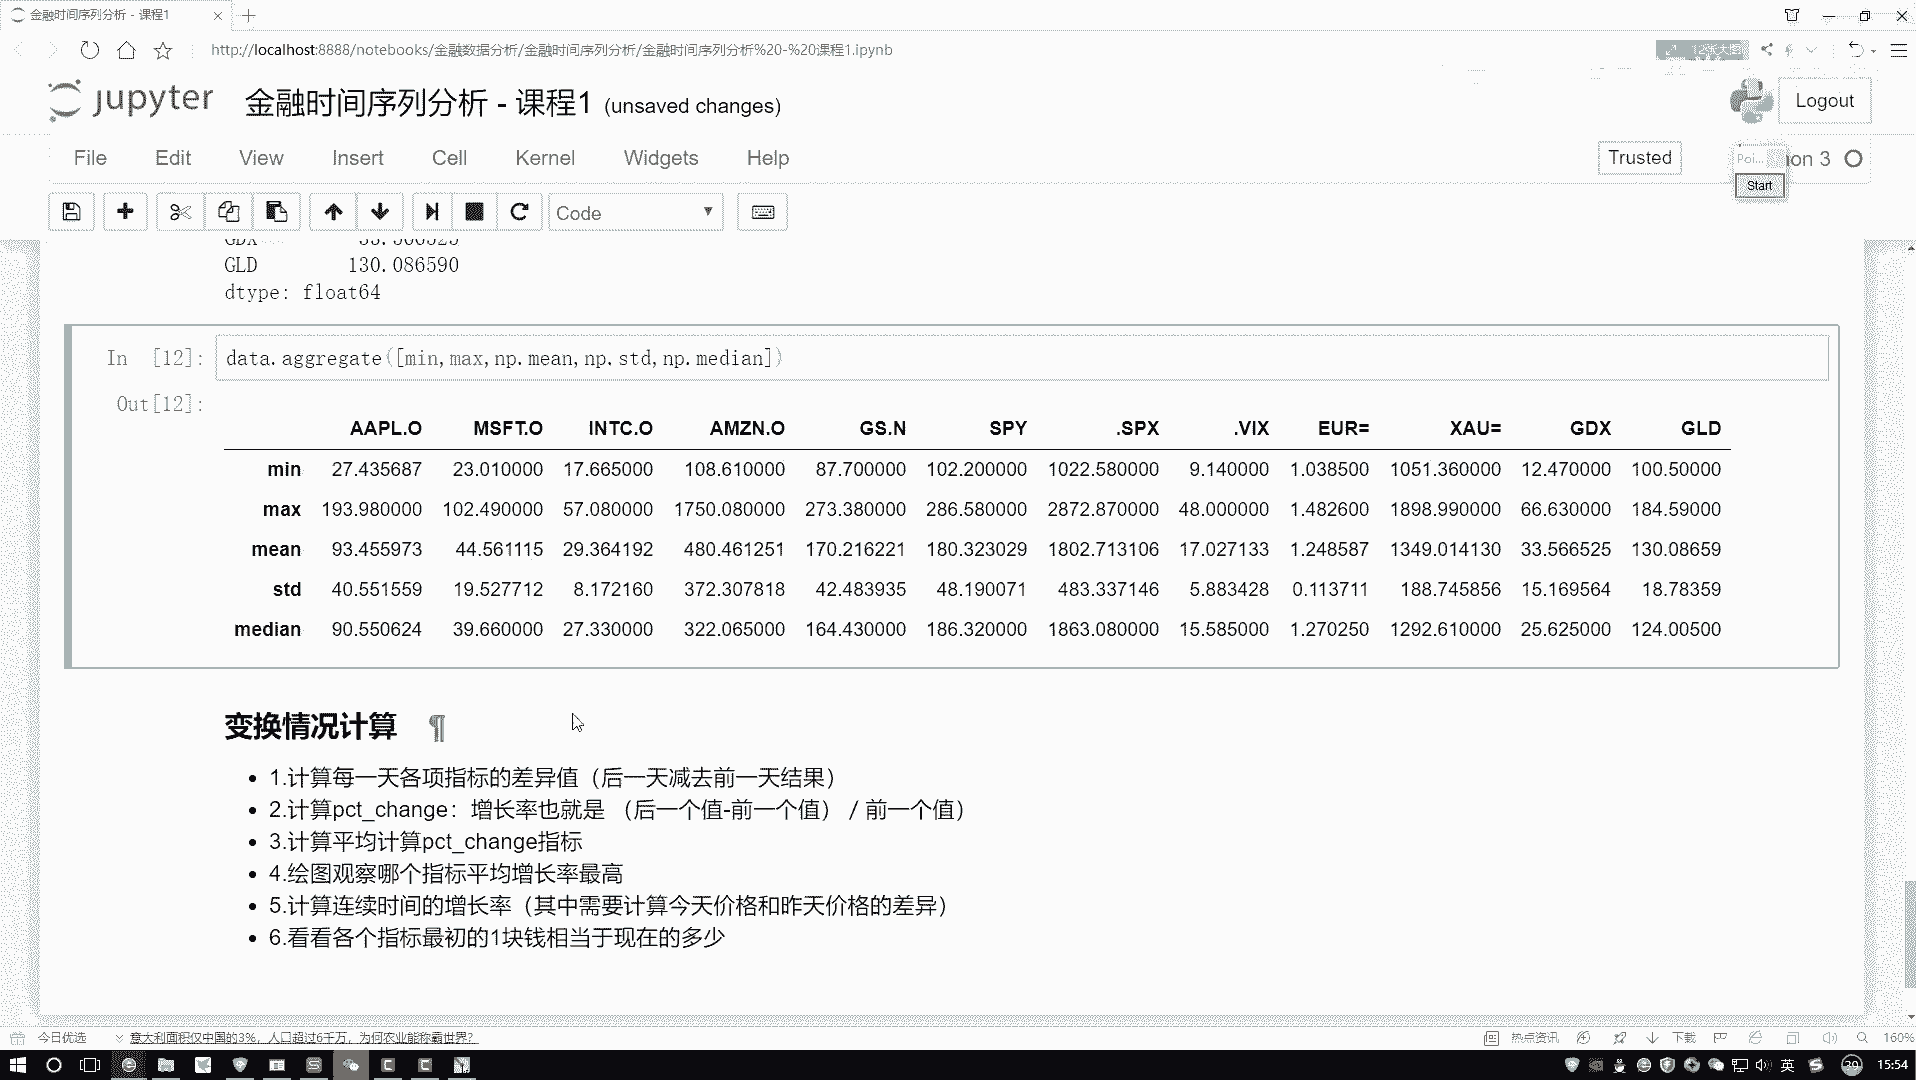 金融时间序列分析 - 课程1
http://localhost:8888/notebooks/金融数据分析/金融时间序列分析/金融时间序列分析%20-%20课程1.ipynb
jupyter 金融时间序列分析 - 课程1 (unsaved changes)
Logout
File Edit View Insert Cell Kernel Widgets Help
Trusted
Poi... ion 3
Start
Code
GDX 33.566525
GLD 130.086590
dtype: float64
In [12]: data.aggregate([min,max,np.mean,np.std,np.median])
Out[12]:
AAPL.O MSFT.O INTC.O AMZN.O GS.N SPY .SPX .VIX EUR= XAU= GDX GLD
min 27.435687 23.010000 17.665000 108.610000 87.700000 102.200000 1022.580000 9.140000 1.038500 1051.360000 12.470000 100.50000
max 193.980000 102.490000 57.080000 1750.080000 273.380000 286.580000 2872.870000 48.000000 1.482600 1898.990000 66.630000 184.59000
mean 93.455973 44.561115 29.364192 480.461251 170.216221 180.323029 1802.713106 17.027133 1.248587 1349.014130 33.566525 130.08659
std 40.551559 19.527712 8.172160 372.307818 42.483935 48.190071 483.337146 5.883428 0.113711 188.745856 15.169564 18.78359
median 90.550624 39.660000 27.330000 322.065000 164.430000 186.320000 1863.080000 15.585000 1.270250 1292.610000 25.625000 124.00500
变换情况计算 ¶
• 1.计算每一天各项指标的差异值（后一天减去前一天结果）
• 2.计算pct_change：增长率也就是 （后一个值-前一个值） / 前一个值）
• 3.计算平均计算pct_change指标
• 4.绘图观察哪个指标平均增长率最高
• 5.计算连续时间的增长率（其中需要计算今天价格和昨天价格的差异）
• 6.看看各个指标最初的1块钱相当于现在的多少
今日优选 意大利面积仅中国的3%，人口超过6千万，为何农业能称霸世界？
热点资讯 下载 160%
英 29 15:54